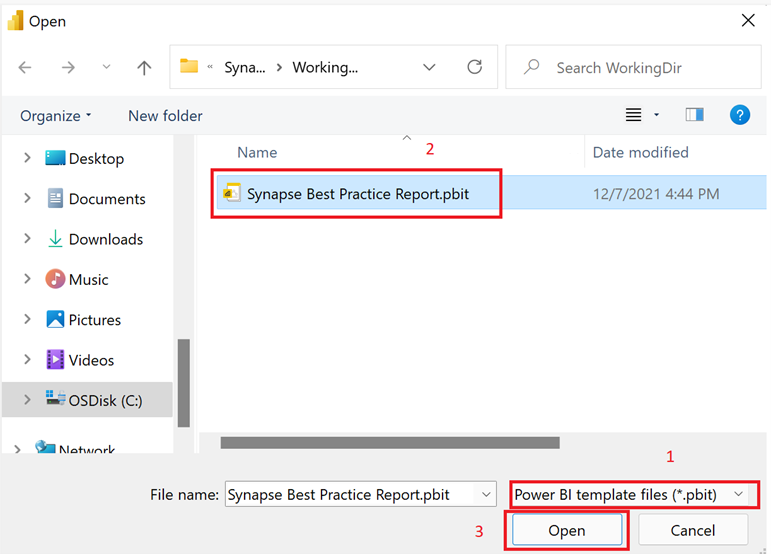 Open
Syna... Working...
Search WorkingDir
Organize New folder
Name 2 Date modified
Synapse Best Practice Report.pbit 12/7/2021 4:44 PM
Desktop
Documents
Downloads
Music
Pictures
Videos
OSDisk (C:)
Network
1
File name: Synapse Best Practice Report.pbit Power BI template files (*.pbit)
3 Open Cancel